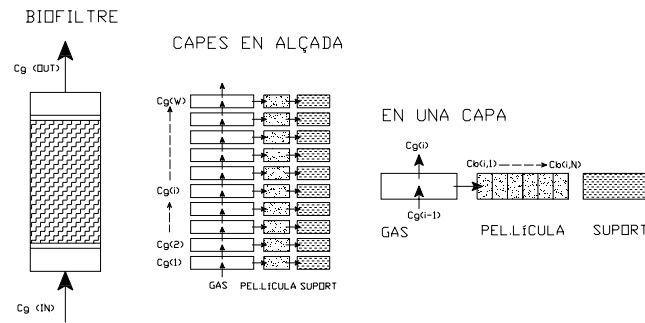 BIOFILTRE
Cg (OUT)
Cg (IN)
CAPES EN ALÇADA
Cg(W)
Cg(i)
Cg(2)
Cg(1)
GAS PEL.LICULA SUPORT
EN UNA CAPA
Cg(i)
Cb(i,1) Cb(i,N)
Cg(i-1)
GAS PEL.LíCULA SUPORT